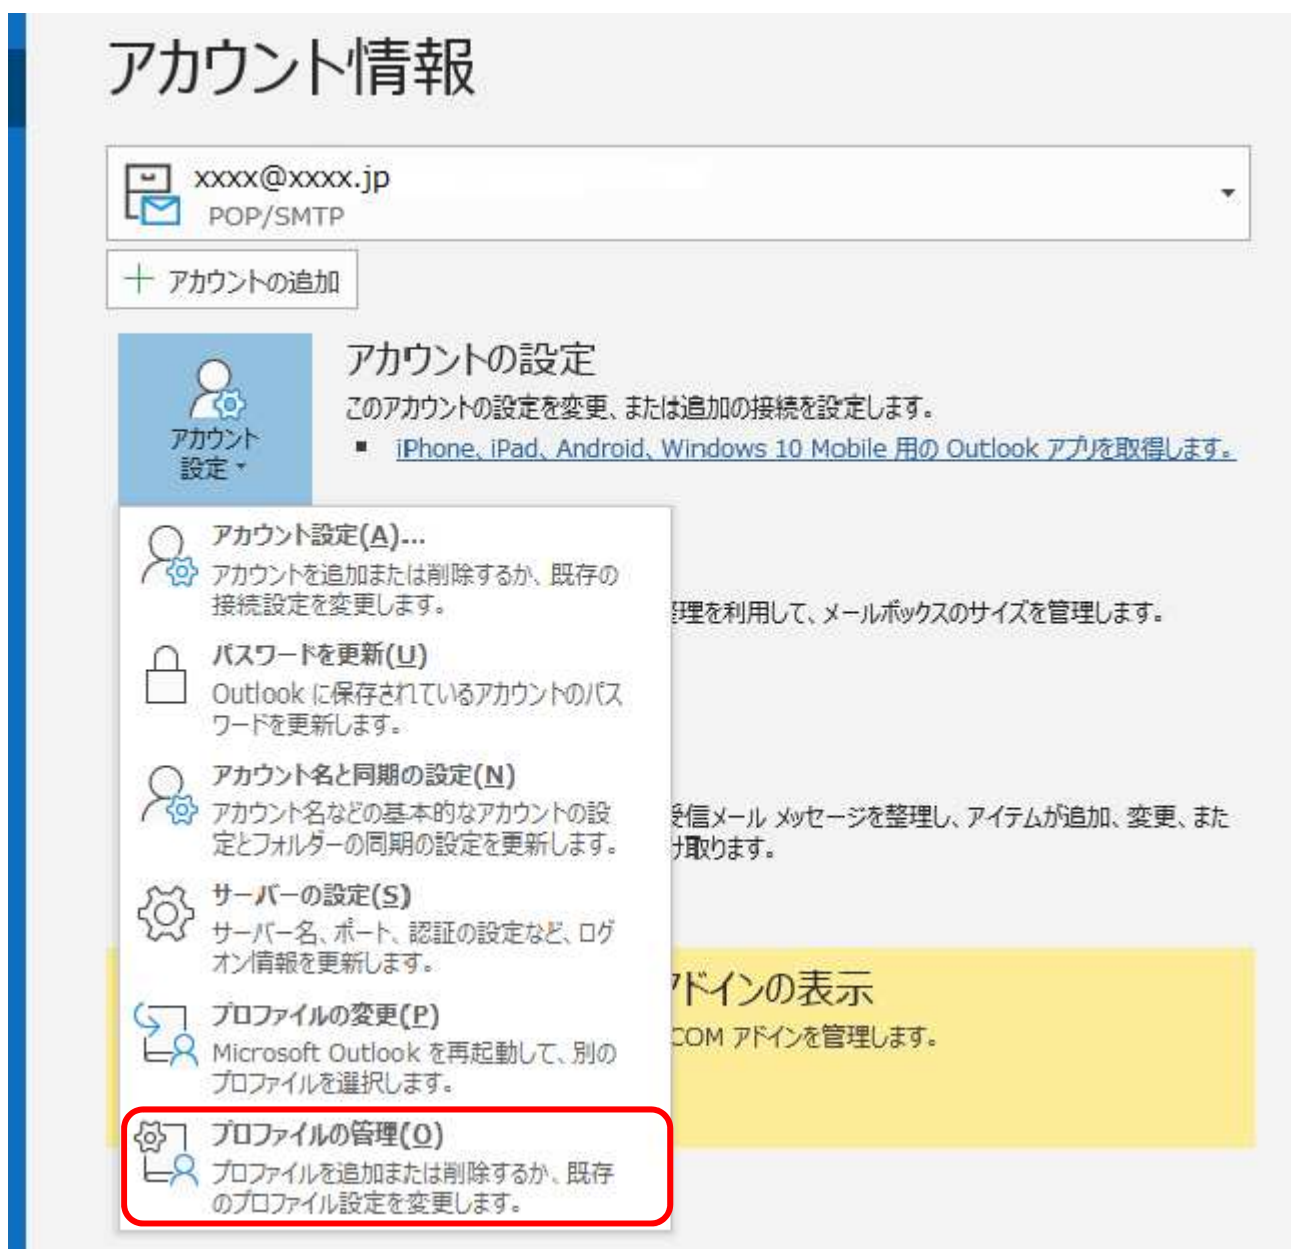 アカウント情報
xxxx@xxxx.jp
POP/SMTP
アカウントの追加
アカウント
設定
アカウントの設定
このアカウントの設定を変更、または追加の接続を設定します。
iPhone、iPad、Android、Windows 10 Mobile 用の Outlook アプリを取得します。
アカウント設定(A)...
アカウントを追加または削除するか、既存の
接続設定を変更します。
理を利用して、メールボックスのサイズを管理します。
パスワードを更新(U)
Outlook に保存されているアカウントのパス
ワードを更新します。
アカウント名と同期の設定(N)
アカウント名などの基本的なアカウントの設
定とフォルダーの同期の設定を更新します。
受信メール メッセージを整理し、アイテムが追加、変更、また
け取ります。
サーバーの設定(S)
サーバー名、ポート、認証の設定など、ログ
オン情報を更新します。
アドインの表示
COM アドインを管理します。
プロファイルの変更(P)
Microsoft Outlook を再起動して、別の
プロファイルを選択します。
プロファイルの管理(O)
プロファイルを追加または削除するか、既存
のプロファイル設定を変更します。